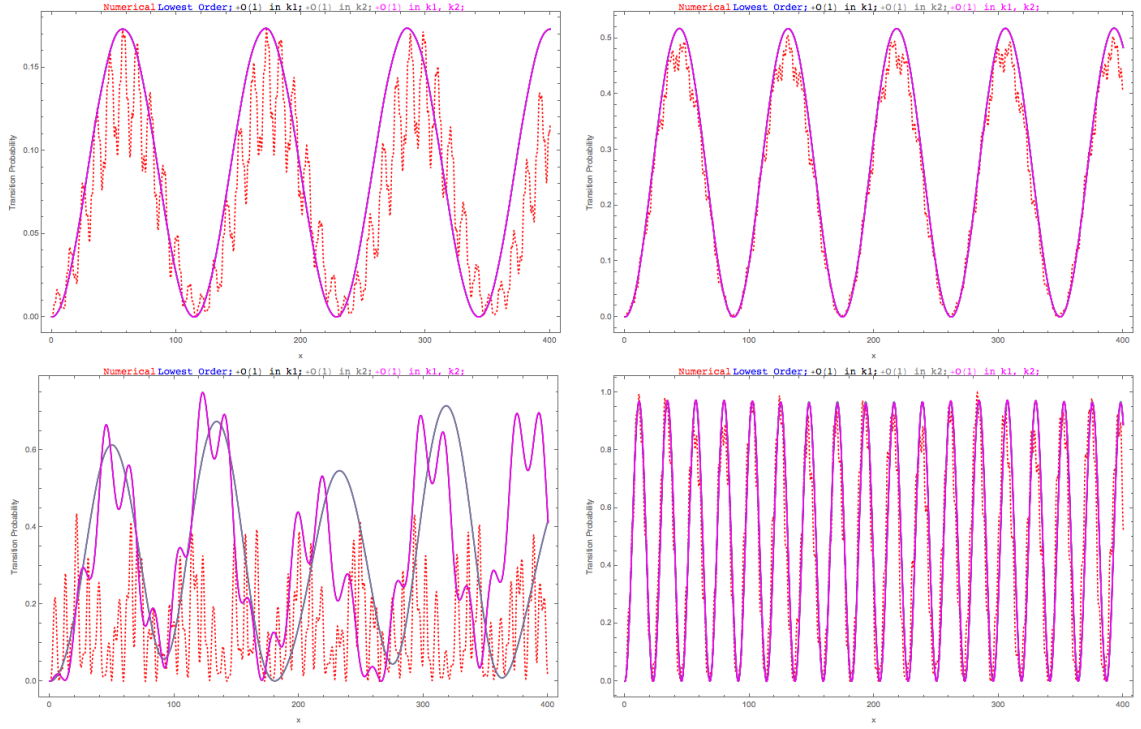 Numerical Lowest Order; +O(1) in k1; +O(1) in k2; +O(1) in k1, k2;
Transition Probability
0.15
0.10
0.05
0.00
0 100 200 300 400
x
Numerical Lowest Order; +O(1) in k1; +O(1) in k2; +O(1) in k1, k2;
Transition Probability
0.5
0.4
0.3
0.2
0.1
0.0
0 100 200 300 400
x
Numerical Lowest Order; +O(1) in k1; +O(1) in k2; +O(1) in k1, k2;
Transition Probability
0.6
0.4
0.2
0.0
0 100 200 300 400
x
Numerical Lowest Order; +O(1) in k1; +O(1) in k2; +O(1) in k1, k2;
Transition Probability
1.0
0.8
0.6
0.4
0.2
0.0
0 100 200 300 400
x